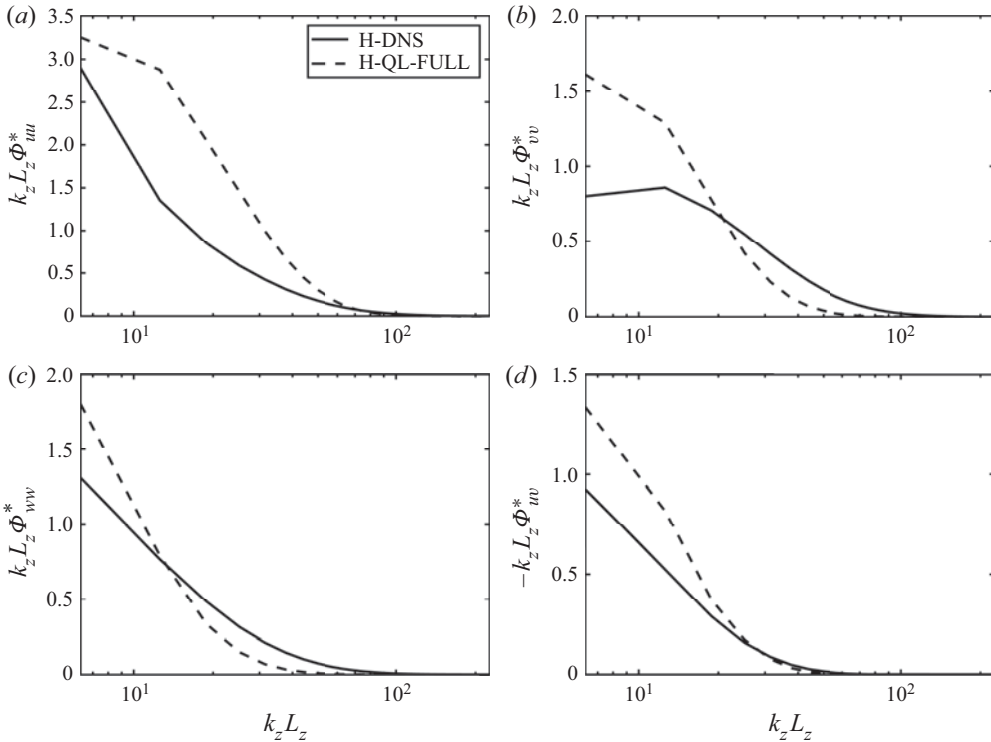 (a)
3.5
3.0
2.5
2.0
1.5
1.0
0.5
0
10^1
10^2
k_z L_z Φ*_uu
H-DNS
H-QL-FULL
(b)
2.0
1.5
1.0
0.5
0
10^1
10^2
k_z L_z Φ*_vv
(c)
2.0
1.5
1.0
0.5
0
10^1
10^2
k_z L_z Φ*_ww
k_z L_z
(d)
1.5
1.0
0.5
0
10^1
10^2
−k_z L_z Φ*_uv
k_z L_z